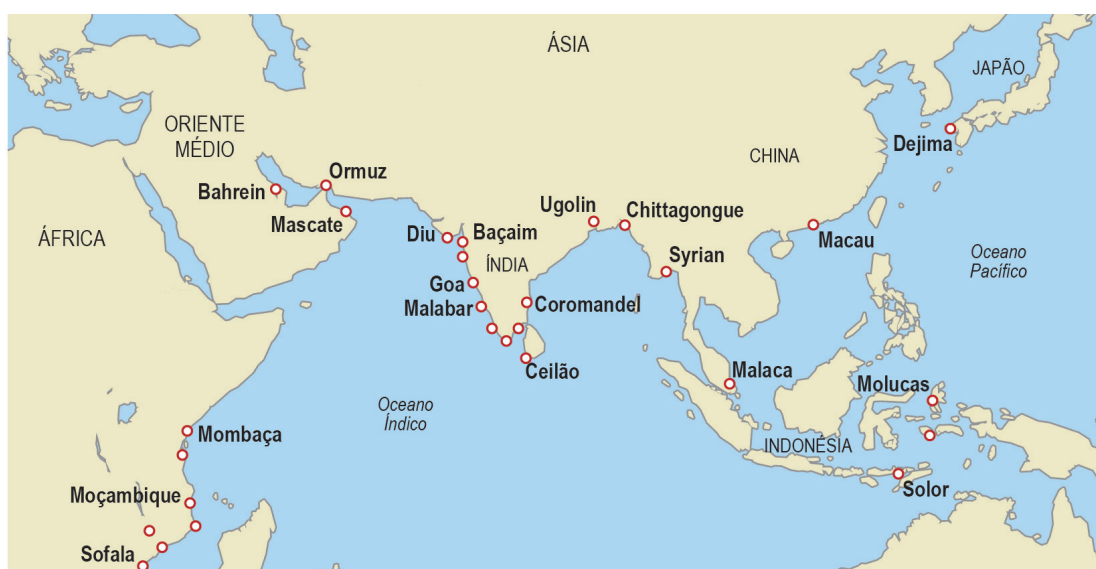 ÁSIA
JAPÃO
ORIENTE
MÉDIO
CHINA
Dejima
Ormuz
Bahrein
Mascate
Ugolin
Chittagongue
ÁFRICA
Diu
Baçaim
Macau
Oceano
Pacífico
Syrian
ÍNDIA
Goa
Malabar
Coromandel
Ceilão
Malaca
Molucas
Oceano
Índico
Mombaça
INDONÉSIA
Solor
Moçambique
Sofala